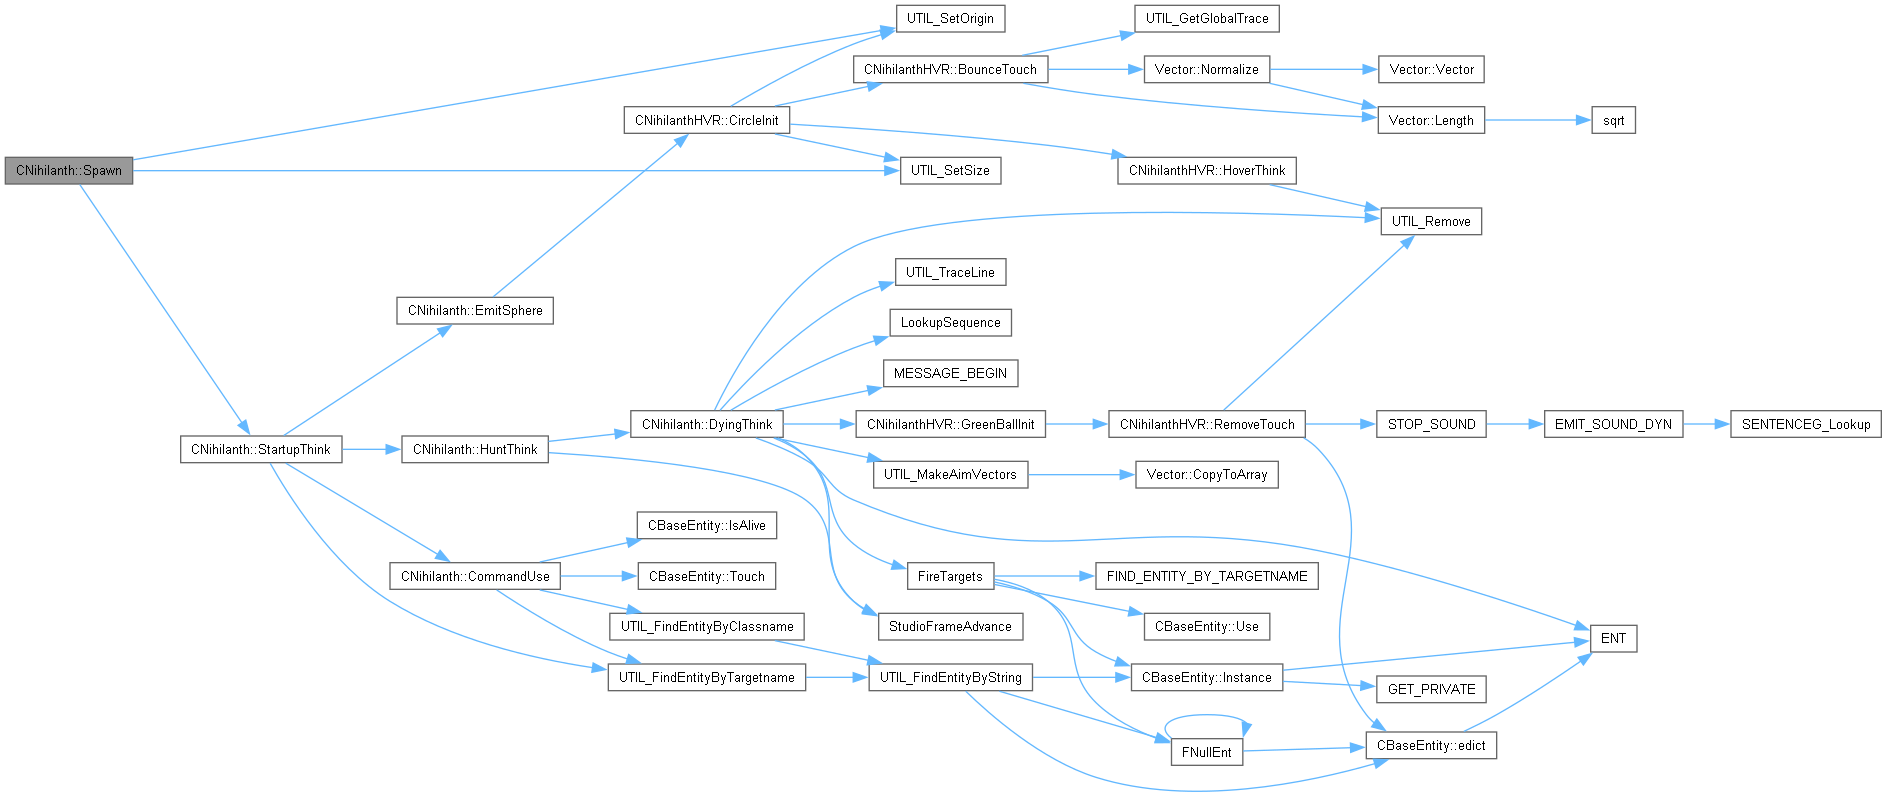 UTIL_SetOrigin
UTIL_GetGlobalTrace
CNihilanthHVR::BounceTouch
Vector::Normalize
Vector::Vector
CNihilanthHVR::CircleInit
Vector::Length
sqrt
CNihilanth::Spawn
UTIL_SetSize
CNihilanthHVR::HoverThink
UTIL_Remove
UTIL_TraceLine
CNihilanth::EmitSphere
LookupSequence
MESSAGE_BEGIN
CNihilanth::DyingThink
CNihilanthHVR::GreenBallInit
CNihilanthHVR::RemoveTouch
STOP_SOUND
EMIT_SOUND_DYN
SENTENCEG_Lookup
CNihilanth::StartupThink
CNihilanth::HuntThink
UTIL_MakeAimVectors
Vector::CopyToArray
CBaseEntity::IsAlive
CNihilanth::CommandUse
CBaseEntity::Touch
FireTargets
FIND_ENTITY_BY_TARGETNAME
UTIL_FindEntityByClassname
StudioFrameAdvance
CBaseEntity::Use
ENT
UTIL_FindEntityByTargetname
UTIL_FindEntityByString
CBaseEntity::Instance
GET_PRIVATE
FNullEnt
CBaseEntity::edict